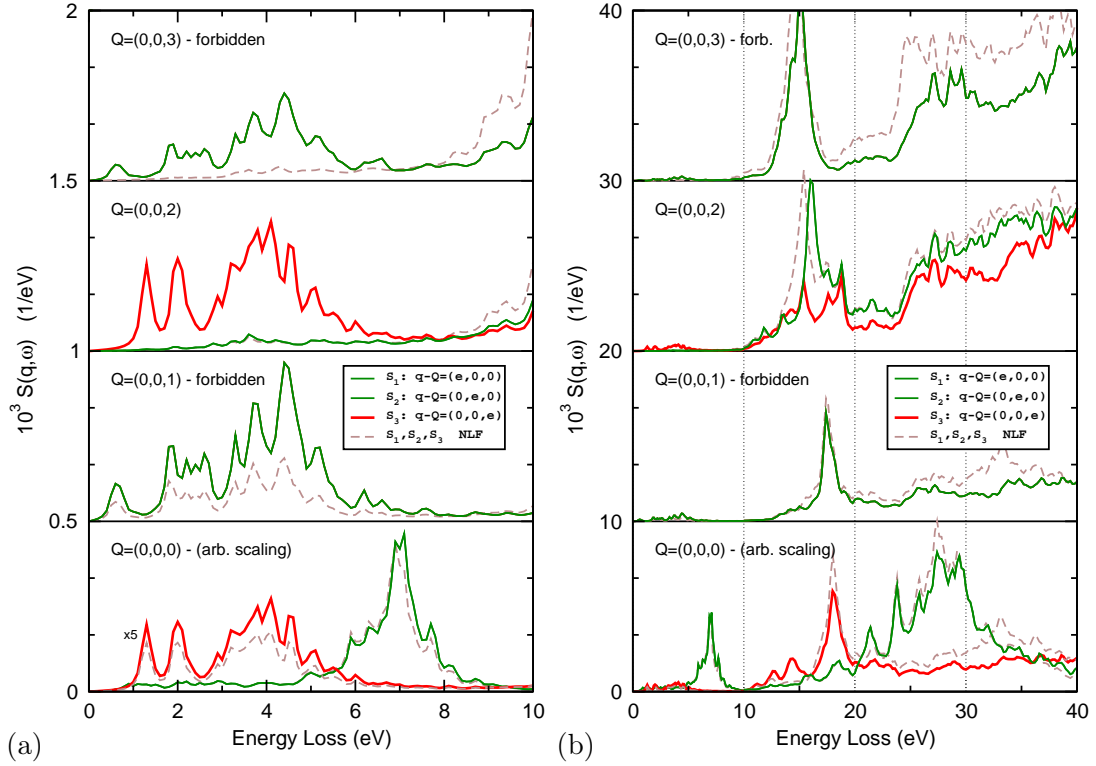 2
1.5
1
0.5
0
10³ S(q,ω) (1/eV)
Q=(0,0,3) - forbidden
Q=(0,0,2)
Q=(0,0,1) - forbidden
S₁: q-Q=(e,0,0)
S₂: q-Q=(0,e,0)
S₃: q-Q=(0,0,e)
S₁,S₂,S₃ NLF
Q=(0,0,0) - (arb. scaling)
x5
0 2 4 6 8 10
Energy Loss (eV)
(a)
40
30
20
10
0
10³ S(q,ω) (1/eV)
Q=(0,0,3) - forb.
Q=(0,0,2)
Q=(0,0,1) - forbidden
S₁: q-Q=(e,0,0)
S₂: q-Q=(0,e,0)
S₃: q-Q=(0,0,e)
S₁,S₂,S₃ NLF
Q=(0,0,0) - (arb. scaling)
0 10 20 30 40
Energy Loss (eV)
(b)